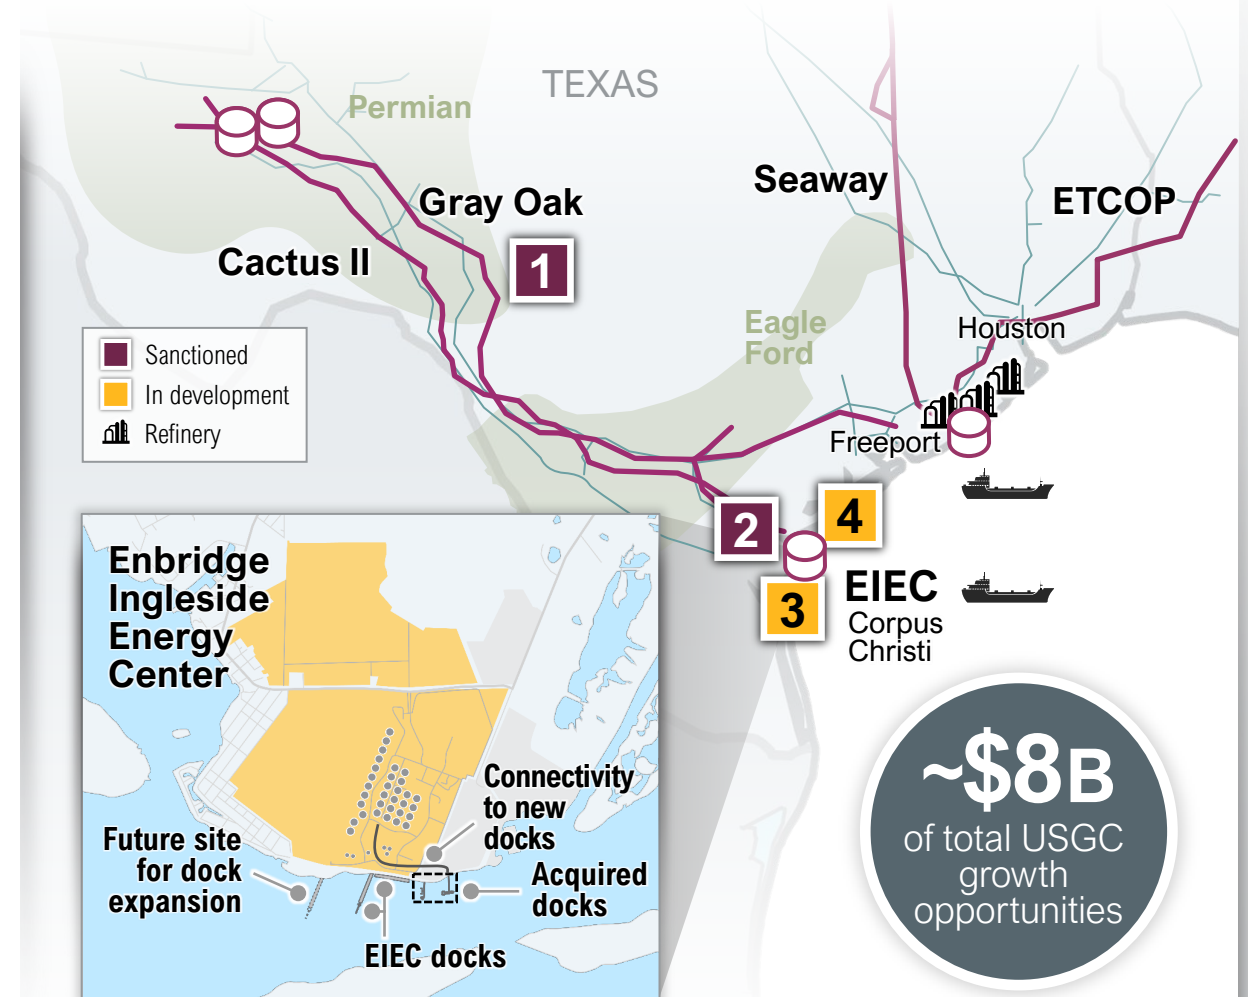 TEXAS
Permian
Seaway
Gray Oak
ETCOP
Cactus II
1
Eagle
Ford
Houston
Sanctioned
In development
Refinery
Freeport
2
4
3
EIEC
Corpus
Christi
Enbridge
Ingleside
Energy
Center
Connectivity
to new
docks
Future site
for dock
expansion
Acquired
docks
EIEC docks
~$8B
of total USGC
growth
opportunities